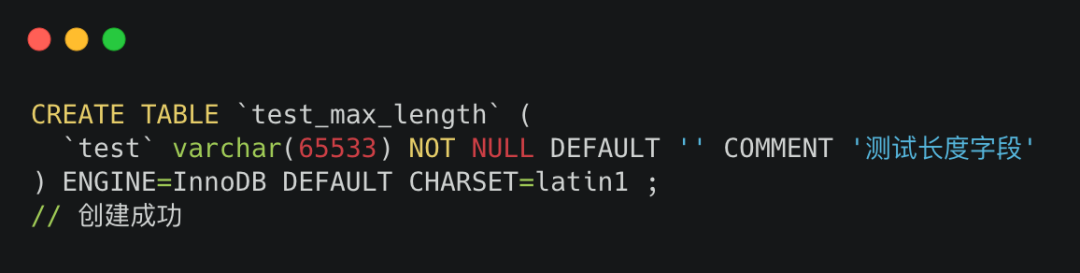 CREATE TABLE `test_max_length` (
  `test` varchar(65533) NOT NULL DEFAULT '' COMMENT '测试长度字段'
) ENGINE=InnoDB DEFAULT CHARSET=latin1 ;
// 创建成功